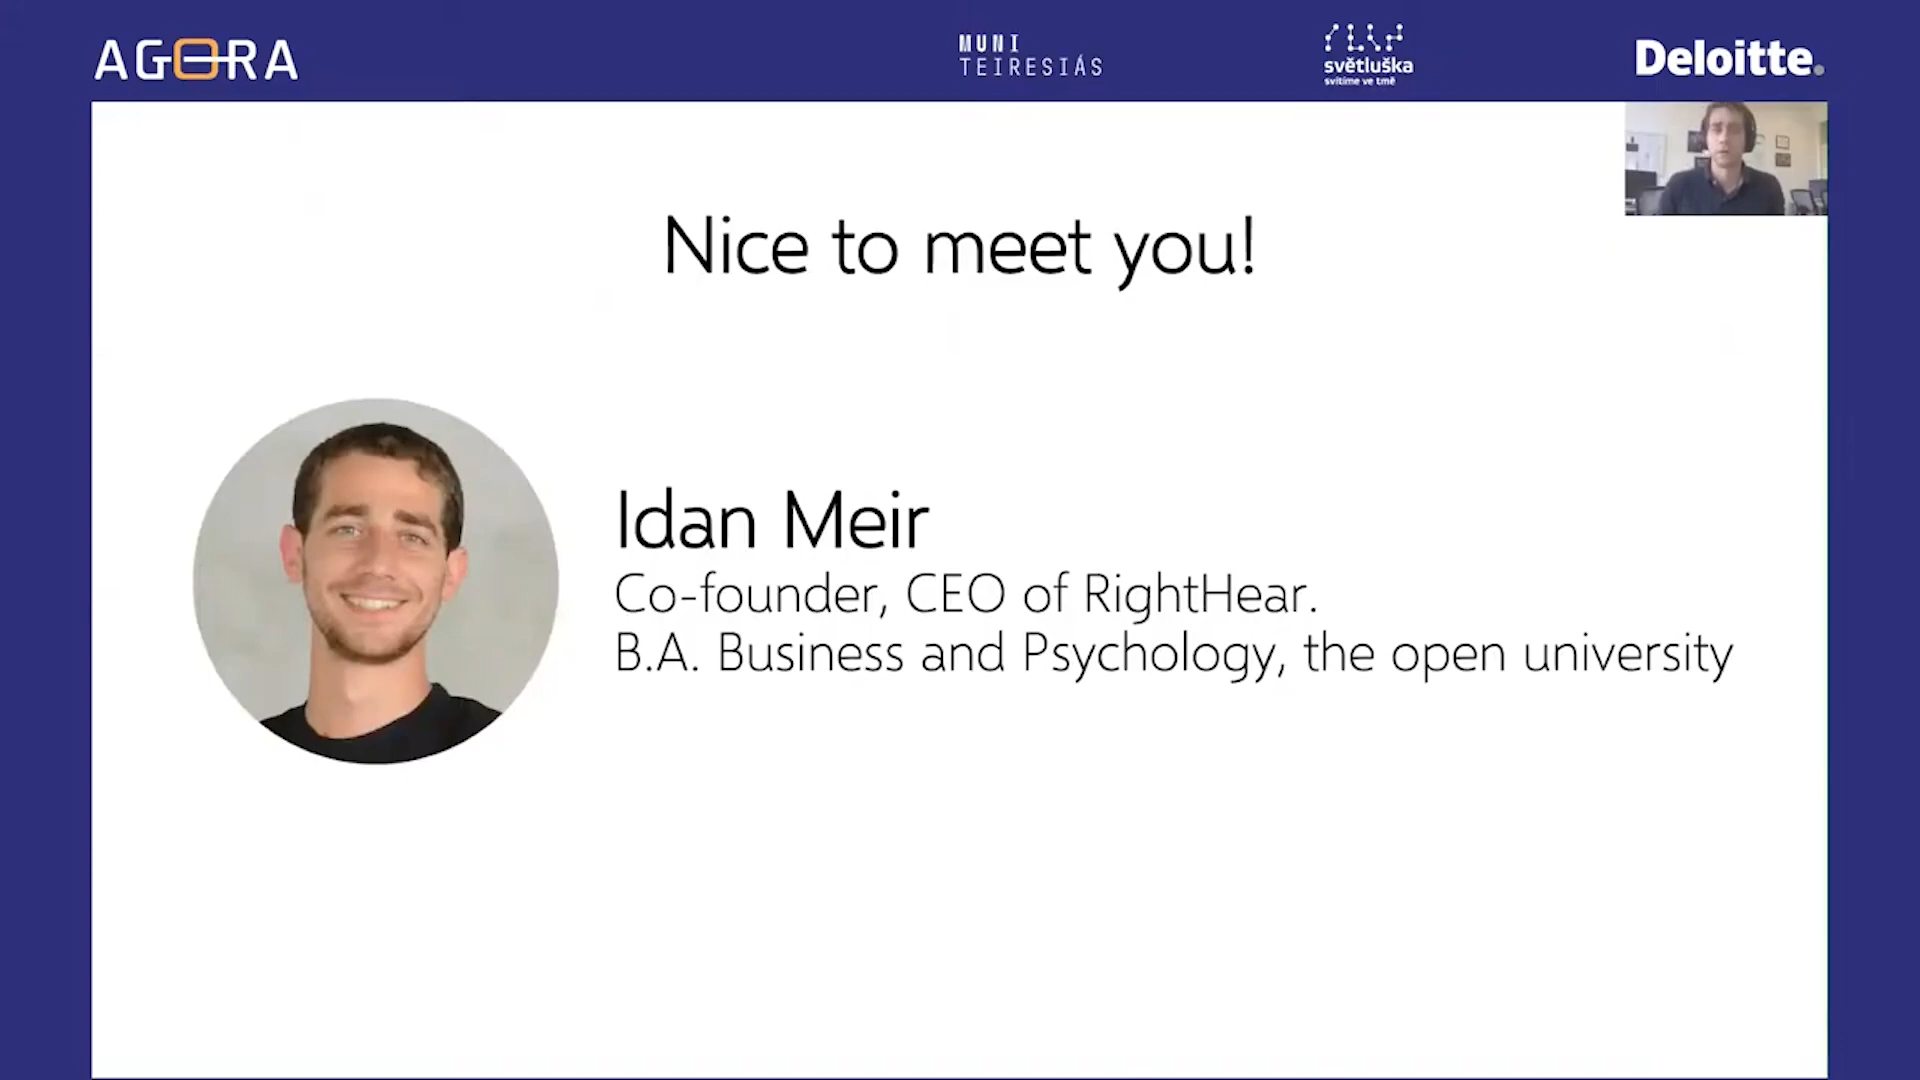 AGORA
MUNI
TEIRESIÁS
světluška
svítíme ve tmě
Deloitte.
Nice to meet you!
Idan Meir
Co-founder, CEO of RightHear.
B.A. Business and Psychology, the open university